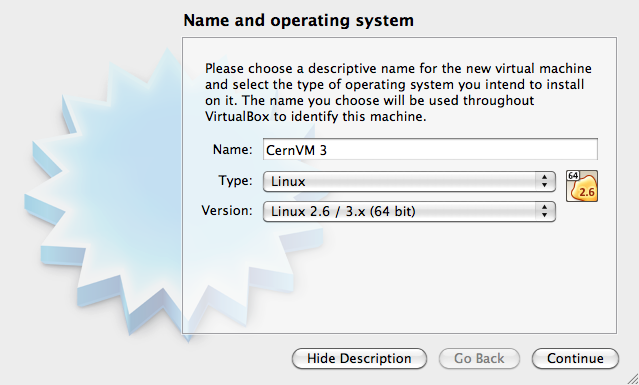 Name and operating system
Please choose a descriptive name for the new virtual machine
and select the type of operating system you intend to install
on it. The name you choose will be used throughout
VirtualBox to identify this machine.
Name: CernVM 3
Type: Linux
64
2.6
Version: Linux 2.6 / 3.x (64 bit)
Hide Description Go Back Continue